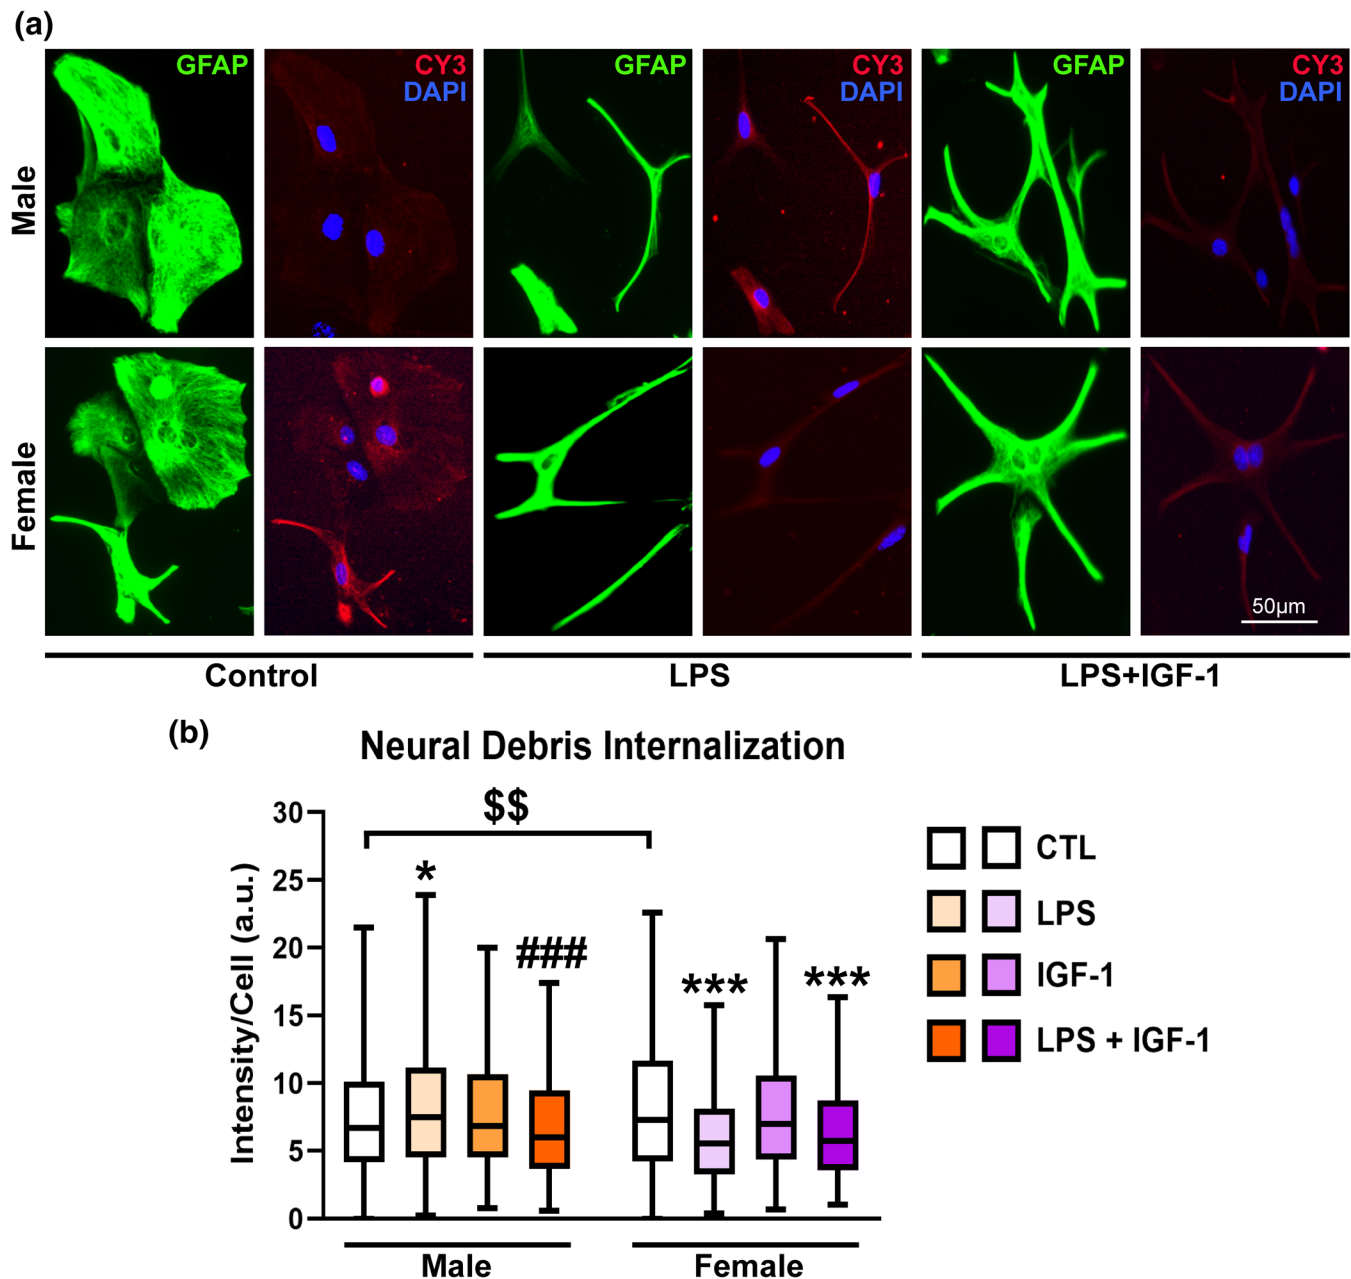 (a)
GFAP
CY3
DAPI
GFAP
CY3
DAPI
GFAP
CY3
DAPI
Male
Female
50µm
Control
LPS
LPS+IGF-1
(b)
Neural Debris Internalization
$$
30
25
20
15
10
5
0
Intensity/Cell (a.u.)
*
###
***
***
CTL
LPS
IGF-1
LPS + IGF-1
Male
Female